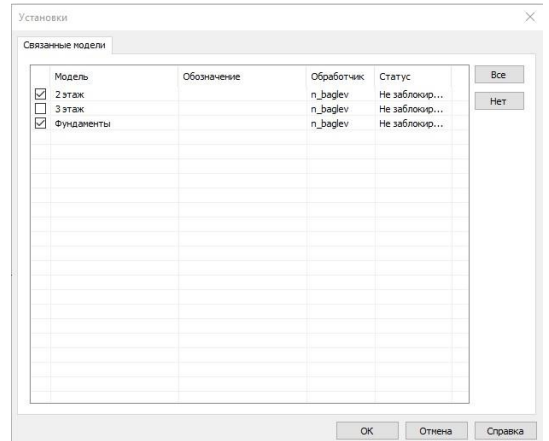 Установки
Связанные модели
Модель Обозначение Обработчик Статус
2 этаж n_baglev Не заблокир...
3 этаж n_baglev Не заблокир...
Фундаменты n_baglev Не заблокир...
Все
Нет
OK Отмена Справка